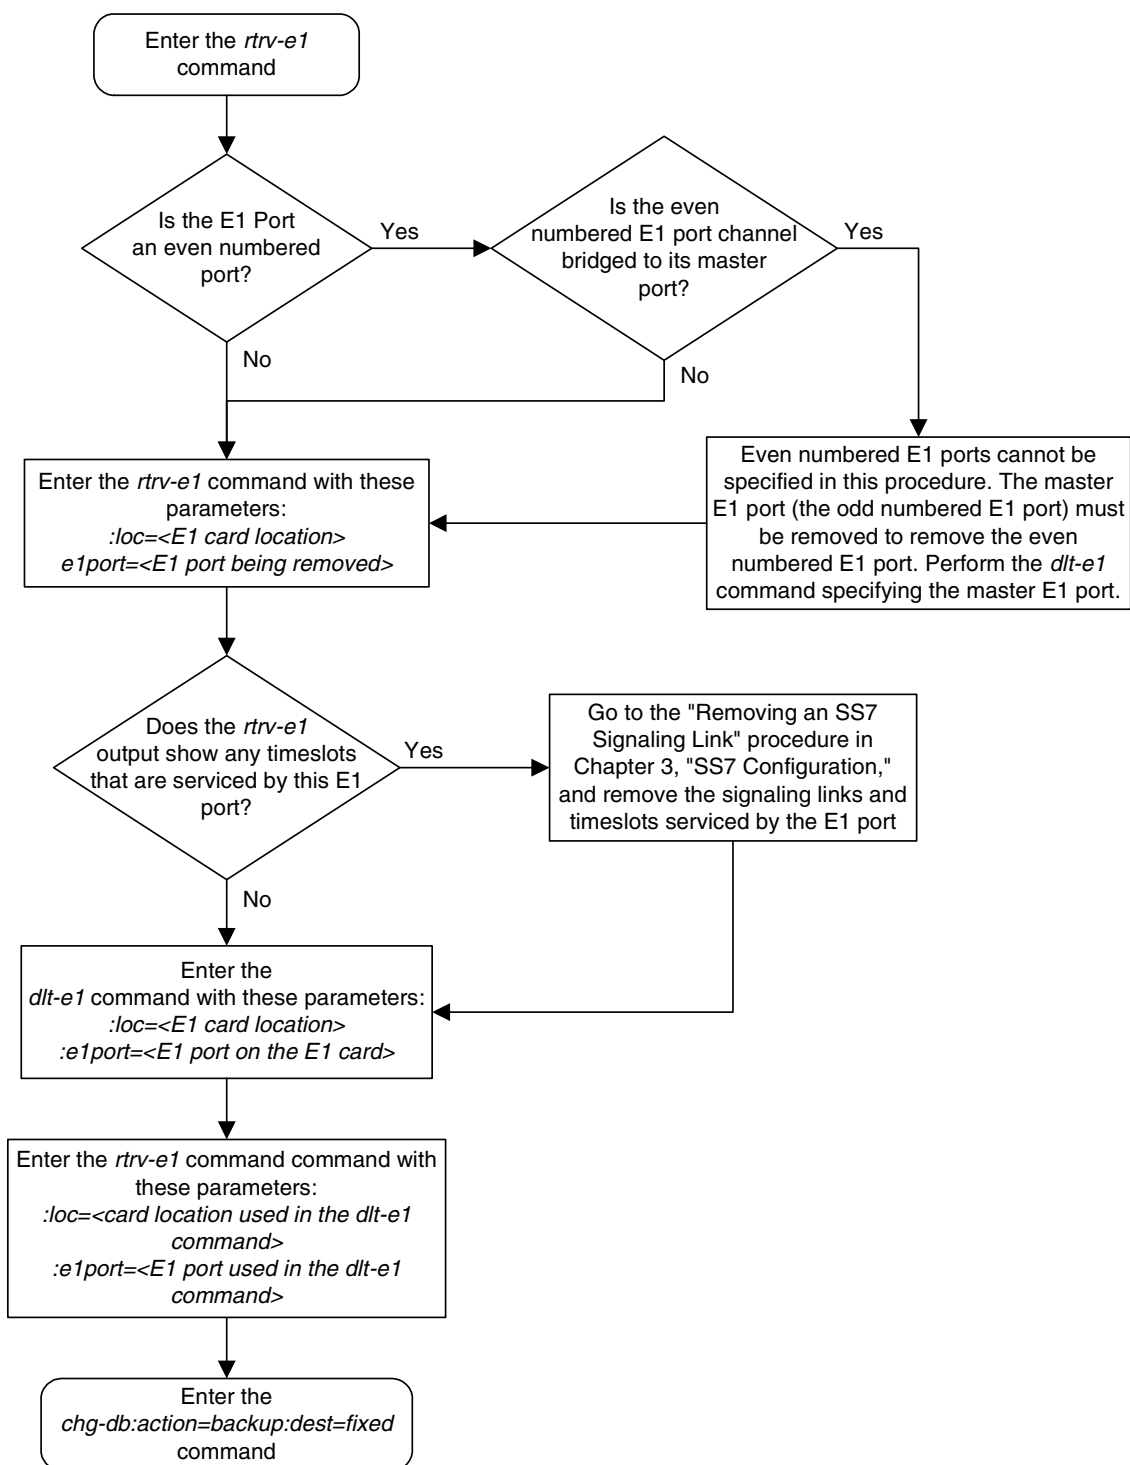 Enter the rtrv-e1
command
Is the E1 Port
an even numbered
port?
Yes
Is the even
numbered E1 port channel
bridged to its master
port?
Yes
No
No
Enter the rtrv-e1 command with these
parameters:
:loc=<E1 card location>
e1port=<E1 port being removed>
Even numbered E1 ports cannot be
specified in this procedure. The master
E1 port (the odd numbered E1 port) must
be removed to remove the even
numbered E1 port. Perform the dlt-e1
command specifying the master E1 port.
Does the rtrv-e1
output show any timeslots
that are serviced by this E1
port?
Yes
Go to the "Removing an SS7
Signaling Link" procedure in
Chapter 3, "SS7 Configuration,"
and remove the signaling links and
timeslots serviced by the E1 port
No
Enter the
dlt-e1 command with these parameters:
:loc=<E1 card location>
:e1port=<E1 port on the E1 card>
Enter the rtrv-e1 command command with
these parameters:
:loc=<card location used in the dlt-e1
command>
:e1port=<E1 port used in the dlt-e1
command>
Enter the
chg-db:action=backup:dest=fixed
command